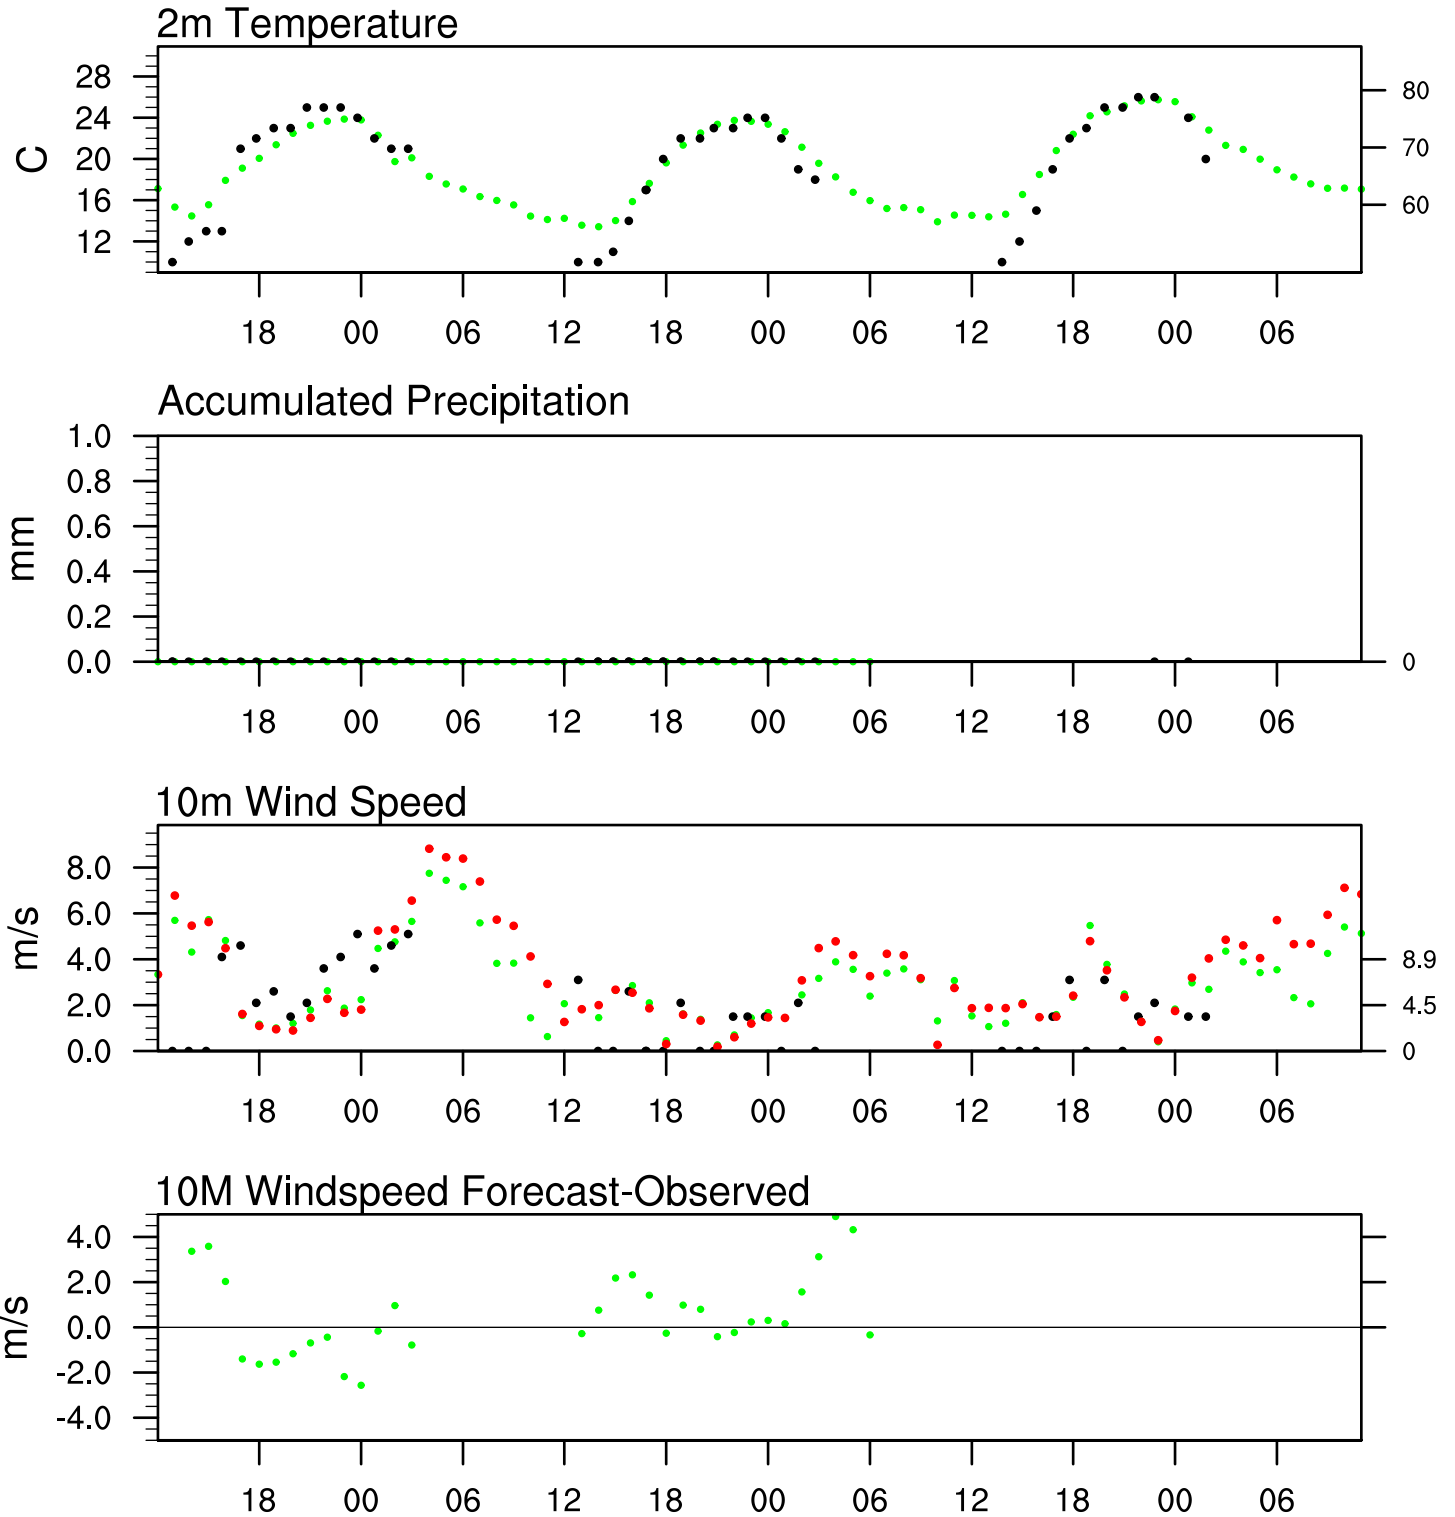 2m Temperature
28
24
20
16
12
C
80
70
60
18 00 06 12 18 00 06 12 18 00 06
Accumulated Precipitation
1.0
0.8
0.6
0.4
0.2
0.0
mm
0
18 00 06 12 18 00 06 12 18 00 06
10m Wind Speed
8.0
6.0
4.0
2.0
0.0
m/s
8.9
4.5
0
18 00 06 12 18 00 06 12 18 00 06
10M Windspeed Forecast-Observed
4.0
2.0
0.0
-2.0
-4.0
m/s
18 00 06 12 18 00 06 12 18 00 06